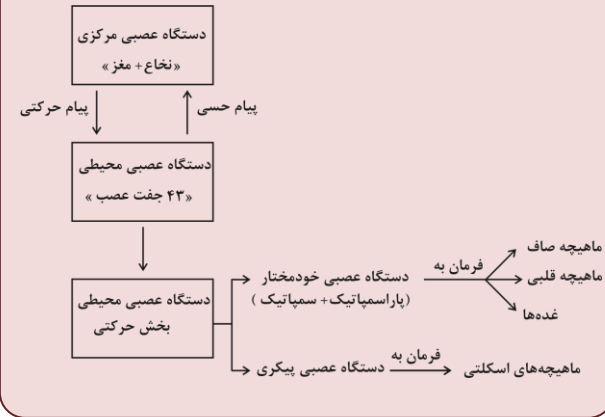 دستگاه عصبی مرکزی
«نخاع+ مغز»
پیام حسی
پیام حرکتی
دستگاه عصبی محیطی
«۴۳ جفت عصب »
دستگاه عصبی محیطی
بخش حرکتی
دستگاه عصبی خودمختار
(پاراسمپاتیک+ سمپاتیک )
فرمان به
ماهیچه صاف
ماهیچه قلبی
غده‌ها
دستگاه عصبی پیکری
فرمان به
ماهیچه‌های اسکلتی